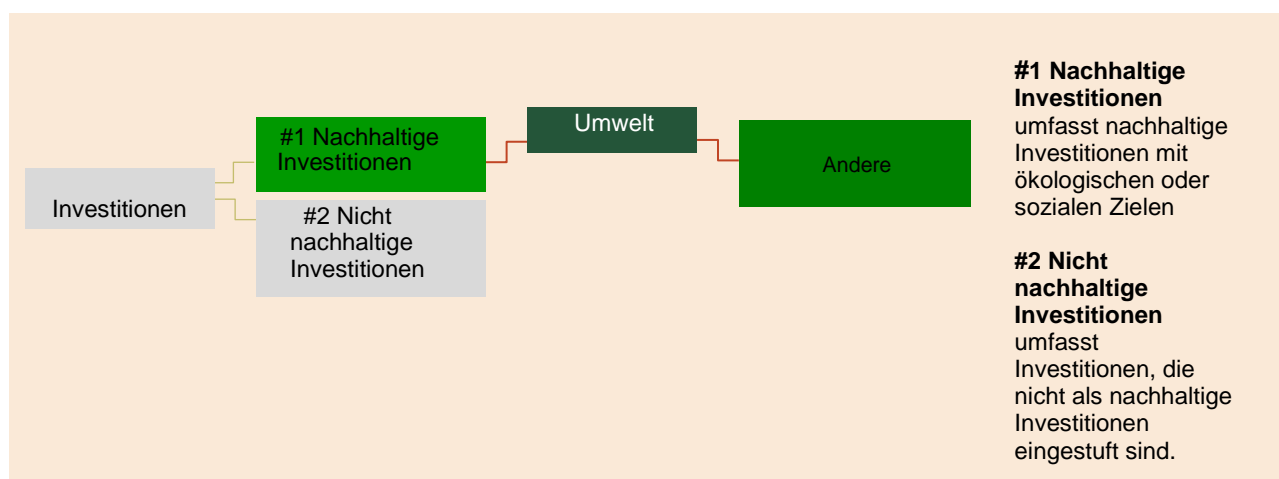 Investitionen
#1 Nachhaltige
Investitionen
#2 Nicht
nachhaltige
Investitionen
Umwelt
Andere
#1 Nachhaltige
Investitionen
umfasst nachhaltige
Investitionen mit
ökologischen oder
sozialen Zielen
#2 Nicht
nachhaltige
Investitionen
umfasst
Investitionen, die
nicht als nachhaltige
Investitionen
eingestuft sind.